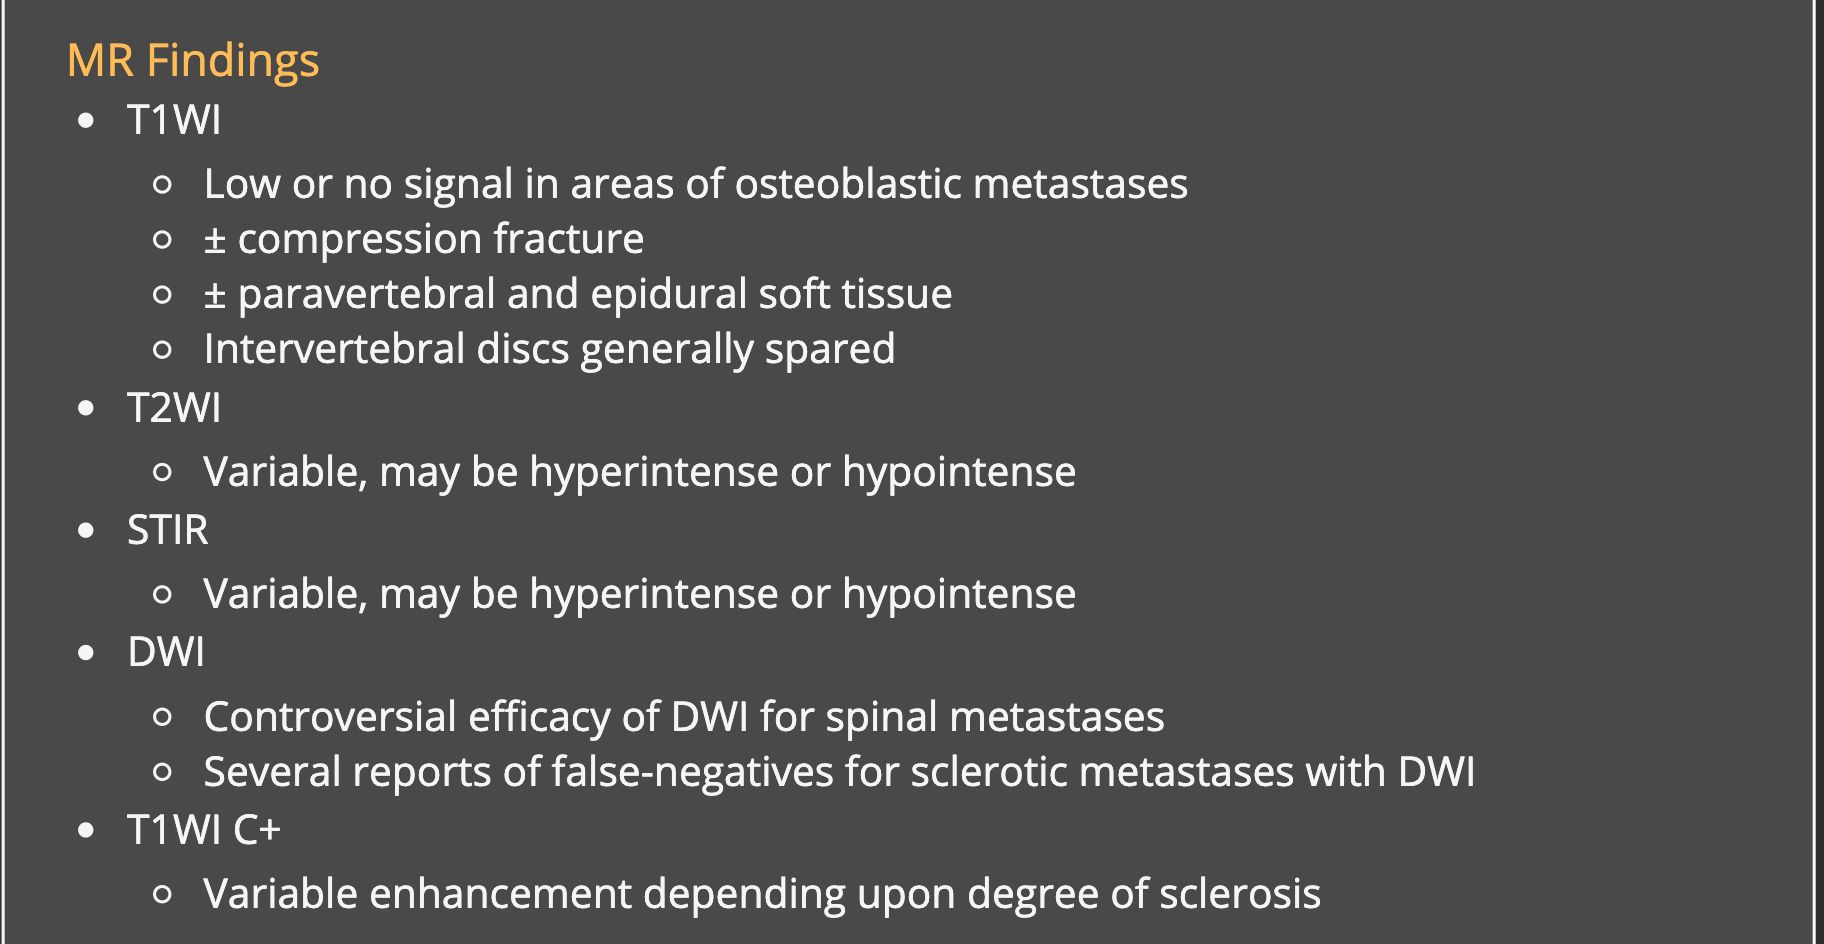 MR Findings
• T1WI
○ Low or no signal in areas of osteoblastic metastases
○ ± compression fracture
○ ± paravertebral and epidural soft tissue
○ Intervertebral discs generally spared
• T2WI
○ Variable, may be hyperintense or hypointense
• STIR
○ Variable, may be hyperintense or hypointense
• DWI
○ Controversial efficacy of DWI for spinal metastases
○ Several reports of false-negatives for sclerotic metastases with DWI
• T1WI C+
○ Variable enhancement depending upon degree of sclerosis